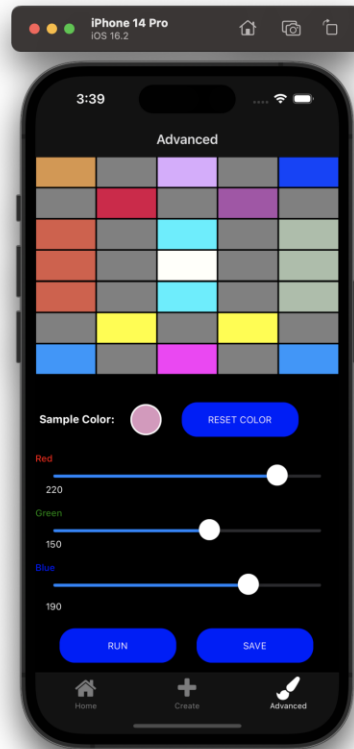 iPhone 14 Pro
iOS 16.2
3:39
Advanced
Sample Color:
RESET COLOR
Red
220
Green
150
Blue
190
RUN
SAVE
Home
Create
Advanced